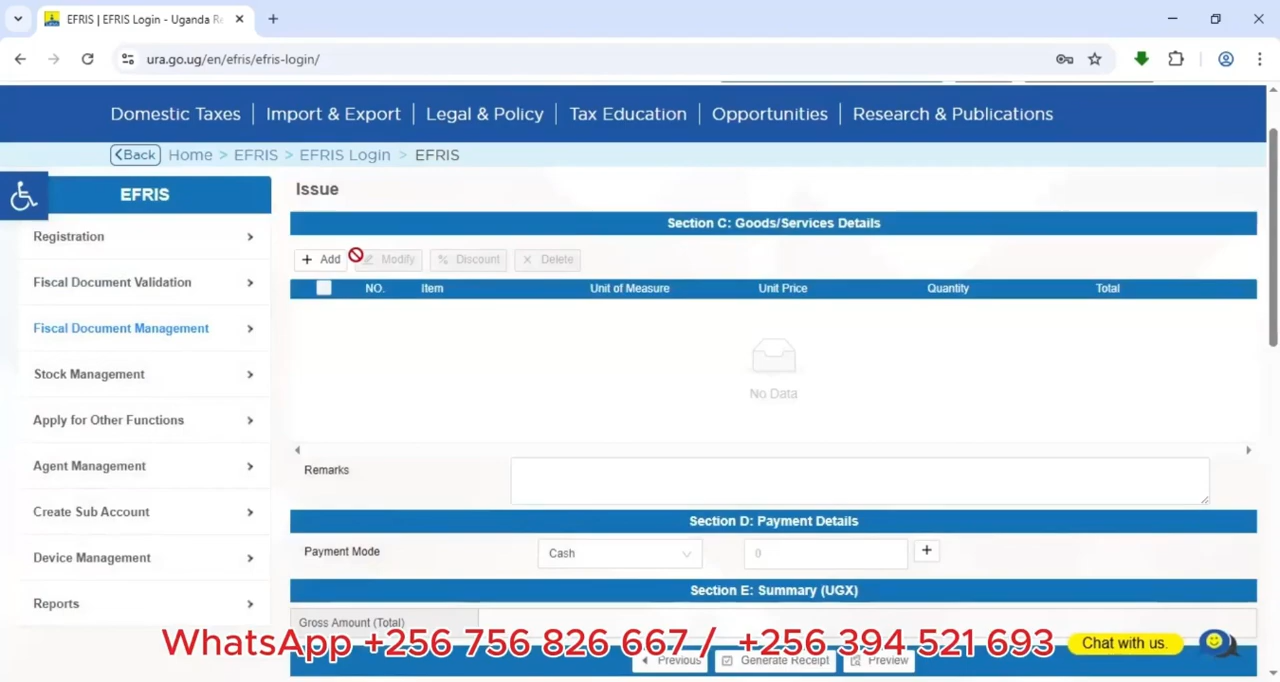 EFRIS | EFRIS Login - Uganda Re
ura.go.ug/en/efris/efris-login/
Domestic Taxes | Import & Export | Legal & Policy | Tax Education | Opportunities | Research & Publications
Back Home > EFRIS > EFRIS Login > EFRIS
EFRIS
Registration
Fiscal Document Validation
Fiscal Document Management
Stock Management
Apply for Other Functions
Agent Management
Create Sub Account
Device Management
Reports
Issue
Section C: Goods/Services Details
+ Add Modify % Discount × Delete
NO. Item Unit of Measure Unit Price Quantity Total
No Data
Remarks
Section D: Payment Details
Payment Mode Cash 0 +
Section E: Summary (UGX)
Gross Amount (Total)
WhatsApp +256 756 826 667 / +256 394 521 693
Chat with us.
Previous Generate Receipt Preview